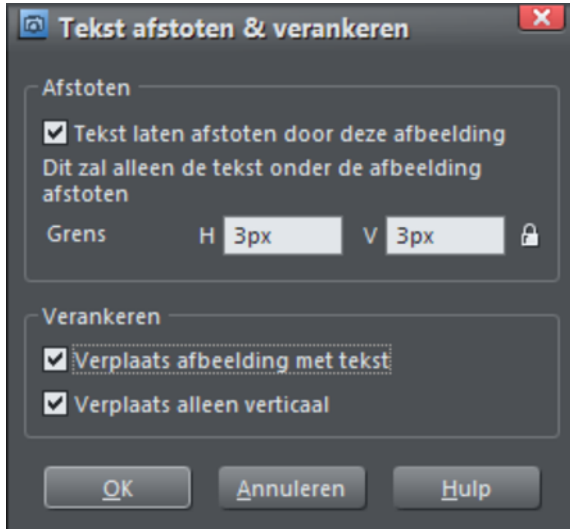 Tekst afstoten & verankeren
Afstoten
Tekst laten afstoten door deze afbeelding
Dit zal alleen de tekst onder de afbeelding
afstoten
Grens H 3px V 3px
Verankeren
Verplaats afbeelding met tekst
Verplaats alleen verticaal
OK Annuleren Hulp